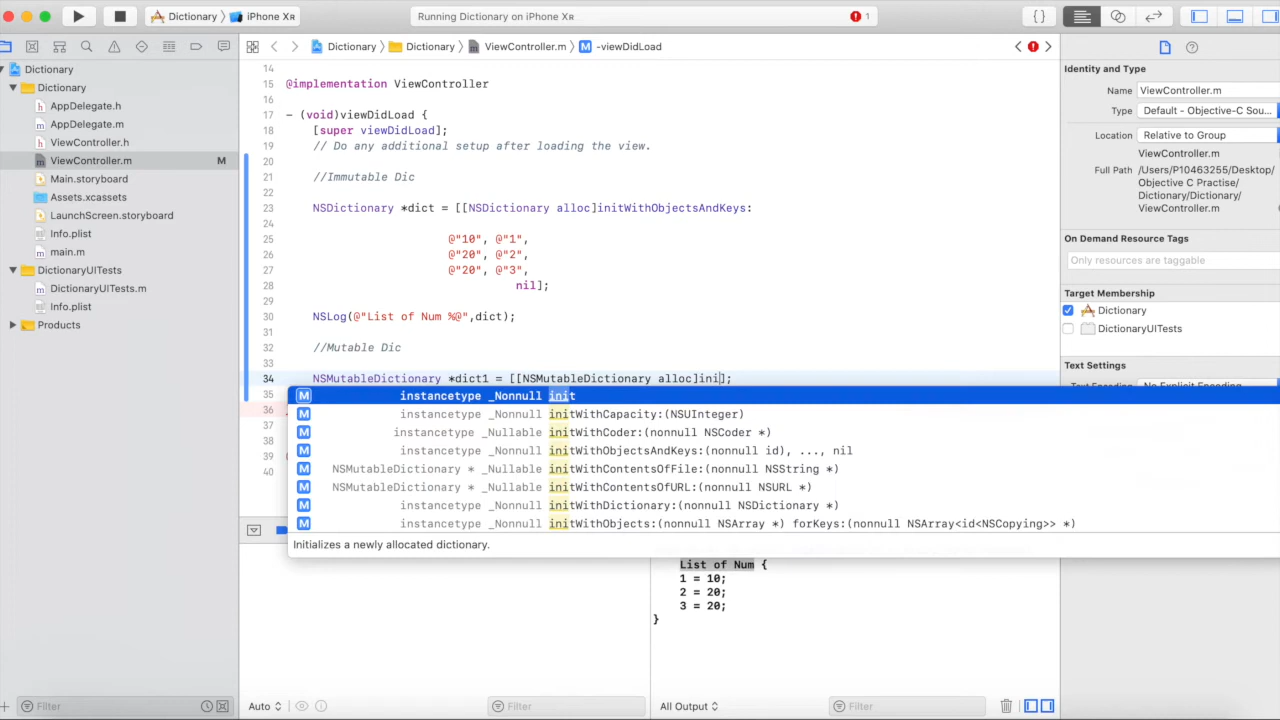 Dictionary
iPhone XR
Running Dictionary on iPhone XR
1
Dictionary
Dictionary
ViewController.m
M
-viewDidLoad
Dictionary
Dictionary
AppDelegate.h
AppDelegate.m
ViewController.h
ViewController.m
M
Main.storyboard
Assets.xcassets
LaunchScreen.storyboard
Info.plist
main.m
DictionaryUITests
DictionaryUITests.m
Info.plist
Products
14
15 @implementation ViewController
16
17 - (void)viewDidLoad {
18 [super viewDidLoad];
19 // Do any additional setup after loading the view.
20
21 //Immutable Dic
22
23 NSDictionary *dict = [[NSDictionary alloc]initWithObjectsAndKeys:
24
25 @"10", @"1",
26 @"20", @"2",
27 @"20", @"3",
28 nil];
29
30 NSLog(@"List of Num %@",dict);
31
32 //Mutable Dic
33
34 NSMutableDictionary *dict1 = [[NSMutableDictionary alloc]ini];
35
36
37
38
39
40
M instancetype _Nonnull init
M instancetype _Nonnull initWithCapacity:(NSUInteger)
M instancetype _Nullable initWithCoder:(nonnull NSCoder *)
M instancetype _Nonnull initWithObjectsAndKeys:(nonnull id), ..., nil
M NSMutableDictionary * _Nullable initWithContentsOfFile:(nonnull NSString *)
M NSMutableDictionary * _Nullable initWithContentsOfURL:(nonnull NSURL *)
M instancetype _Nonnull initWithDictionary:(nonnull NSDictionary *)
M instancetype _Nonnull initWithObjects:(nonnull NSArray *) forKeys:(nonnull NSArray<id<NSCopying>> *)
Initializes a newly allocated dictionary.
List of Num {
1 = 10;
2 = 20;
3 = 20;
}
Identity and Type
Name ViewController.m
Type Default - Objective-C Sou...
Location Relative to Group
ViewController.m
Full Path /Users/P10463255/Desktop/
Objective C Practise/
Dictionary/Dictionary/
ViewController.m
On Demand Resource Tags
Only resources are taggable
Target Membership
Dictionary
DictionaryUITests
Text Settings
Text Encoding No Explicit Encoding
Filter
Auto
Filter
All Output
Filter